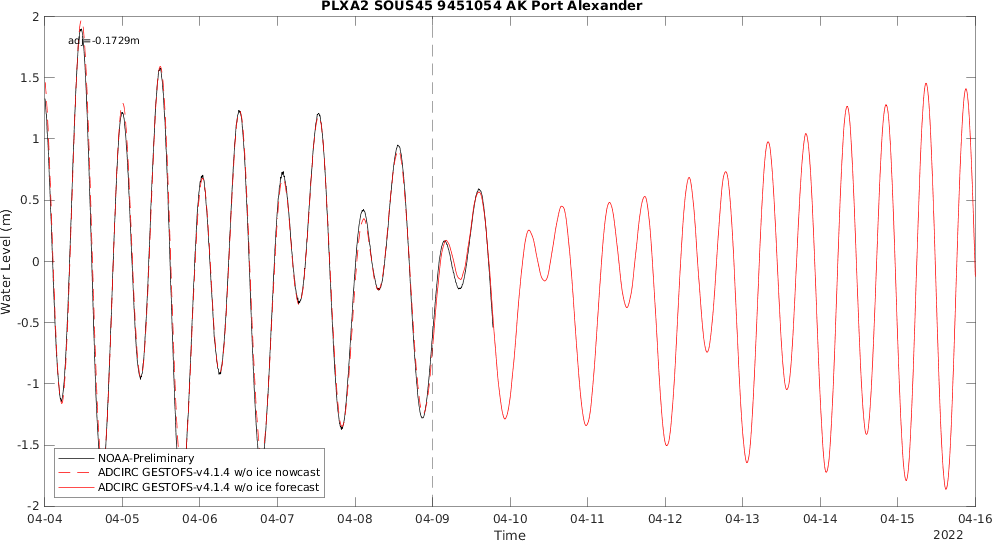 PLXA2 SOUS45 9451054 AK Port Alexander
2
1.5
1
0.5
0
-0.5
-1
-1.5
-2
Water Level (m)
adj=-0.1729m
NOAA-Preliminary
ADCIRC GESTOFS-v4.1.4 w/o ice nowcast
ADCIRC GESTOFS-v4.1.4 w/o ice forecast
04-04 04-05 04-06 04-07 04-08 04-09 04-10 04-11 04-12 04-13 04-14 04-15 04-16
Time
2022